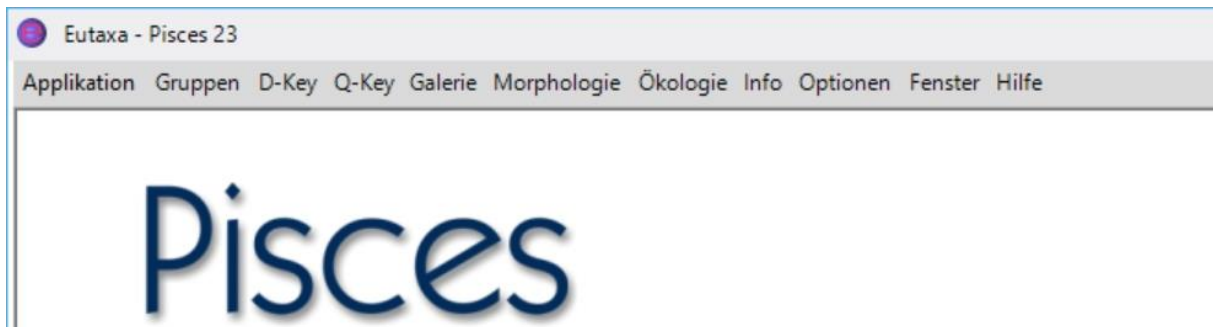 Eutaxa - Pisces 23
Applikation Gruppen D-Key Q-Key Galerie Morphologie Ökologie Info Optionen Fenster Hilfe
Pisces